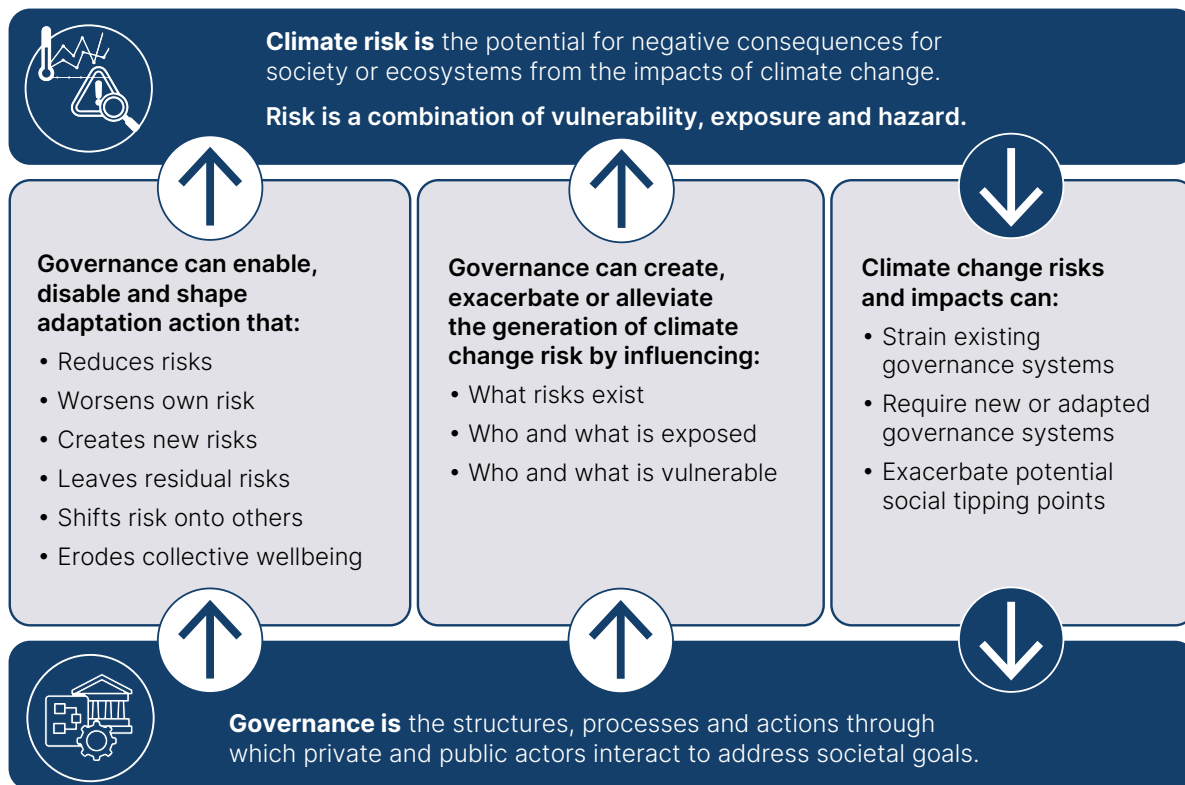 Climate risk is the potential for negative consequences for
society or ecosystems from the impacts of climate change.
Risk is a combination of vulnerability, exposure and hazard.
Governance can enable,
disable and shape
adaptation action that:
• Reduces risks
• Worsens own risk
• Creates new risks
• Leaves residual risks
• Shifts risk onto others
• Erodes collective wellbeing
Governance can create,
exacerbate or alleviate
the generation of climate
change risk by influencing:
• What risks exist
• Who and what is exposed
• Who and what is vulnerable
Climate change risks
and impacts can:
• Strain existing
governance systems
• Require new or adapted
governance systems
• Exacerbate potential
social tipping points
Governance is the structures, processes and actions through
which private and public actors interact to address societal goals.